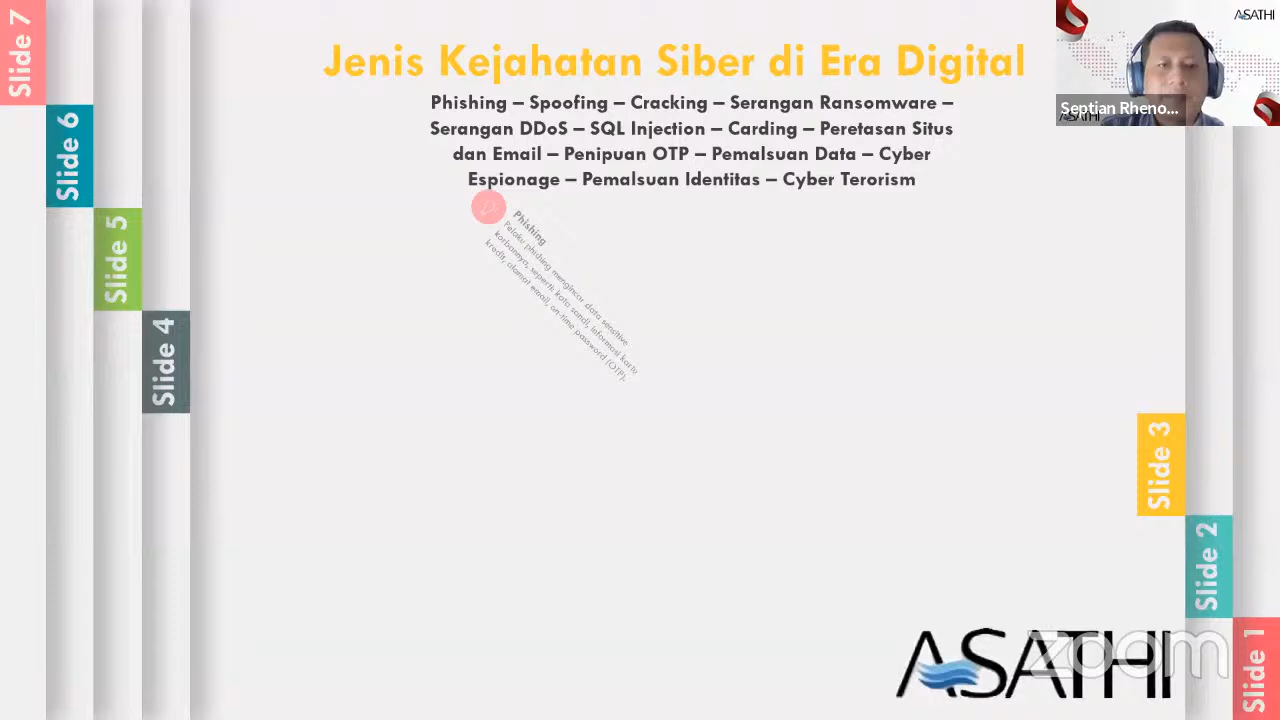 Slide 7
Slide 6
Slide 5
Slide 4
Jenis Kejahatan Siber di Era Digital
Phishing – Spoofing – Cracking – Serangan Ransomware –
Serangan DDoS – SQL Injection – Carding – Peretasan Situs
dan Email – Penipuan OTP – Pemalsuan Data – Cyber
Espionage – Pemalsuan Identitas – Cyber Terorism
Phishing
Pelaku phishing mengincar data sensitive
korbannya, seperti: kata sandi, informasi kartu
kredit, alamat email, on-time password (OTP).
ASATHI
Septian Rheno...
ASATHI
Slide 3
Slide 2
Slide 1
ASATHI
zoom